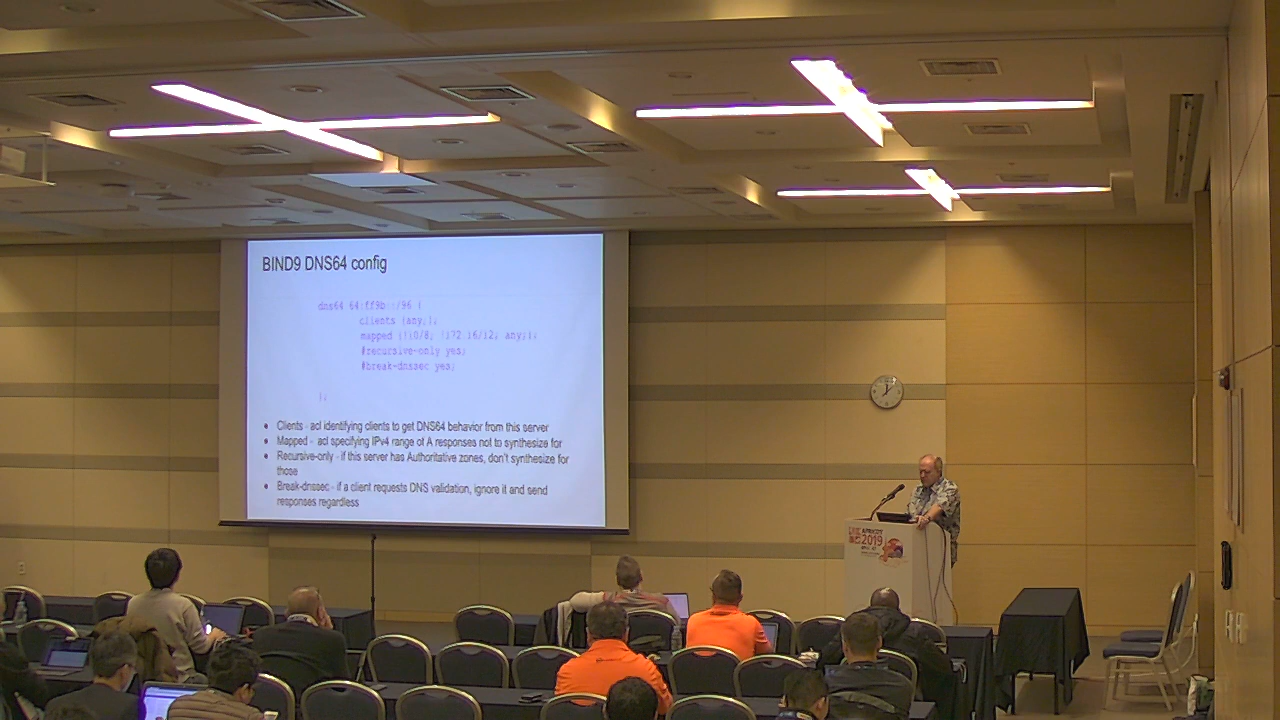 BIND9 DNS64 config
dns64 64:ff9b::/96 {
clients {any;};
mapped {!10/8; !172.16/12; any;};
#recursive-only yes;
#break-dnssec yes;
};
• Clients - acl identifying clients to get DNS64 behavior from this server
• Mapped - acl specifying IPv4 range of A responses not to synthesize for
• Recursive-only - if this server has Authoritative zones, don't synthesize for
those
• Break-dnssec - if a client requests DNS validation, ignore it and send
responses regardless
APRICOT
2019